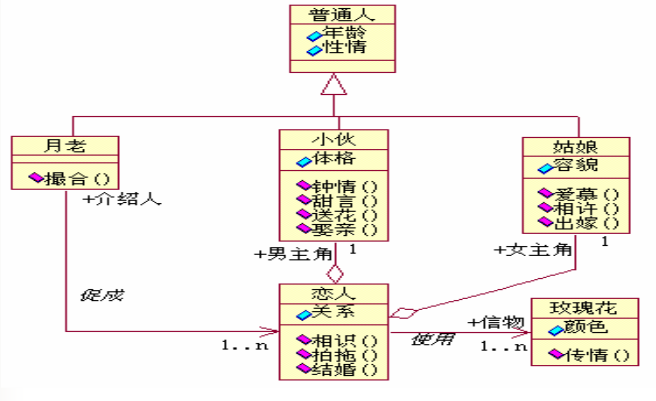 普通人
年龄
性情
月老
撮合()
小伙
体格
钟情()
甜言()
送花()
娶亲()
姑娘
容貌
爱慕()
相许()
出嫁()
+介绍人
+男主角
1
+女主角
1
促成
1..n
恋人
关系
相识()
拍拖()
结婚()
使用
+信物
1..n
玫瑰花
颜色
传情()